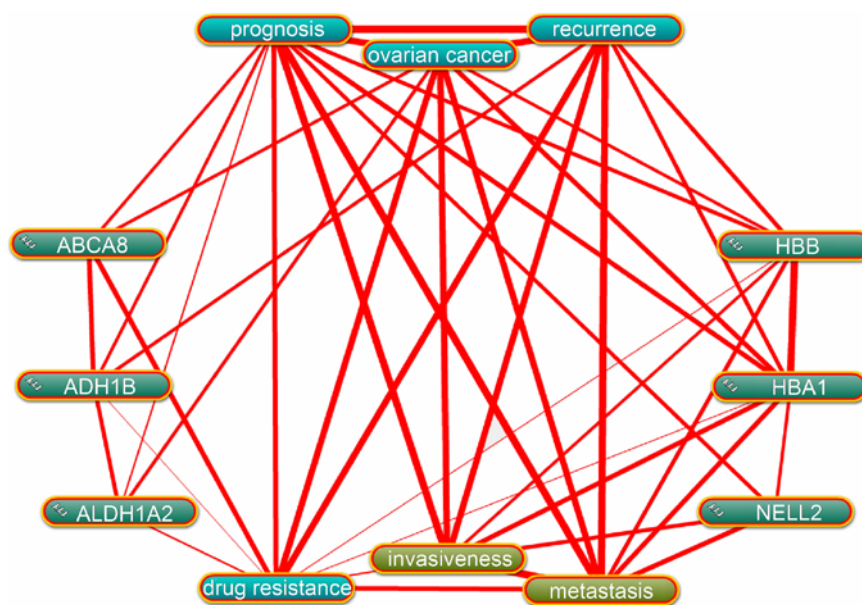 prognosis
recurrence
ovarian cancer
ABCA8
HBB
ADH1B
HBA1
ALDH1A2
NELL2
invasiveness
drug resistance
metastasis